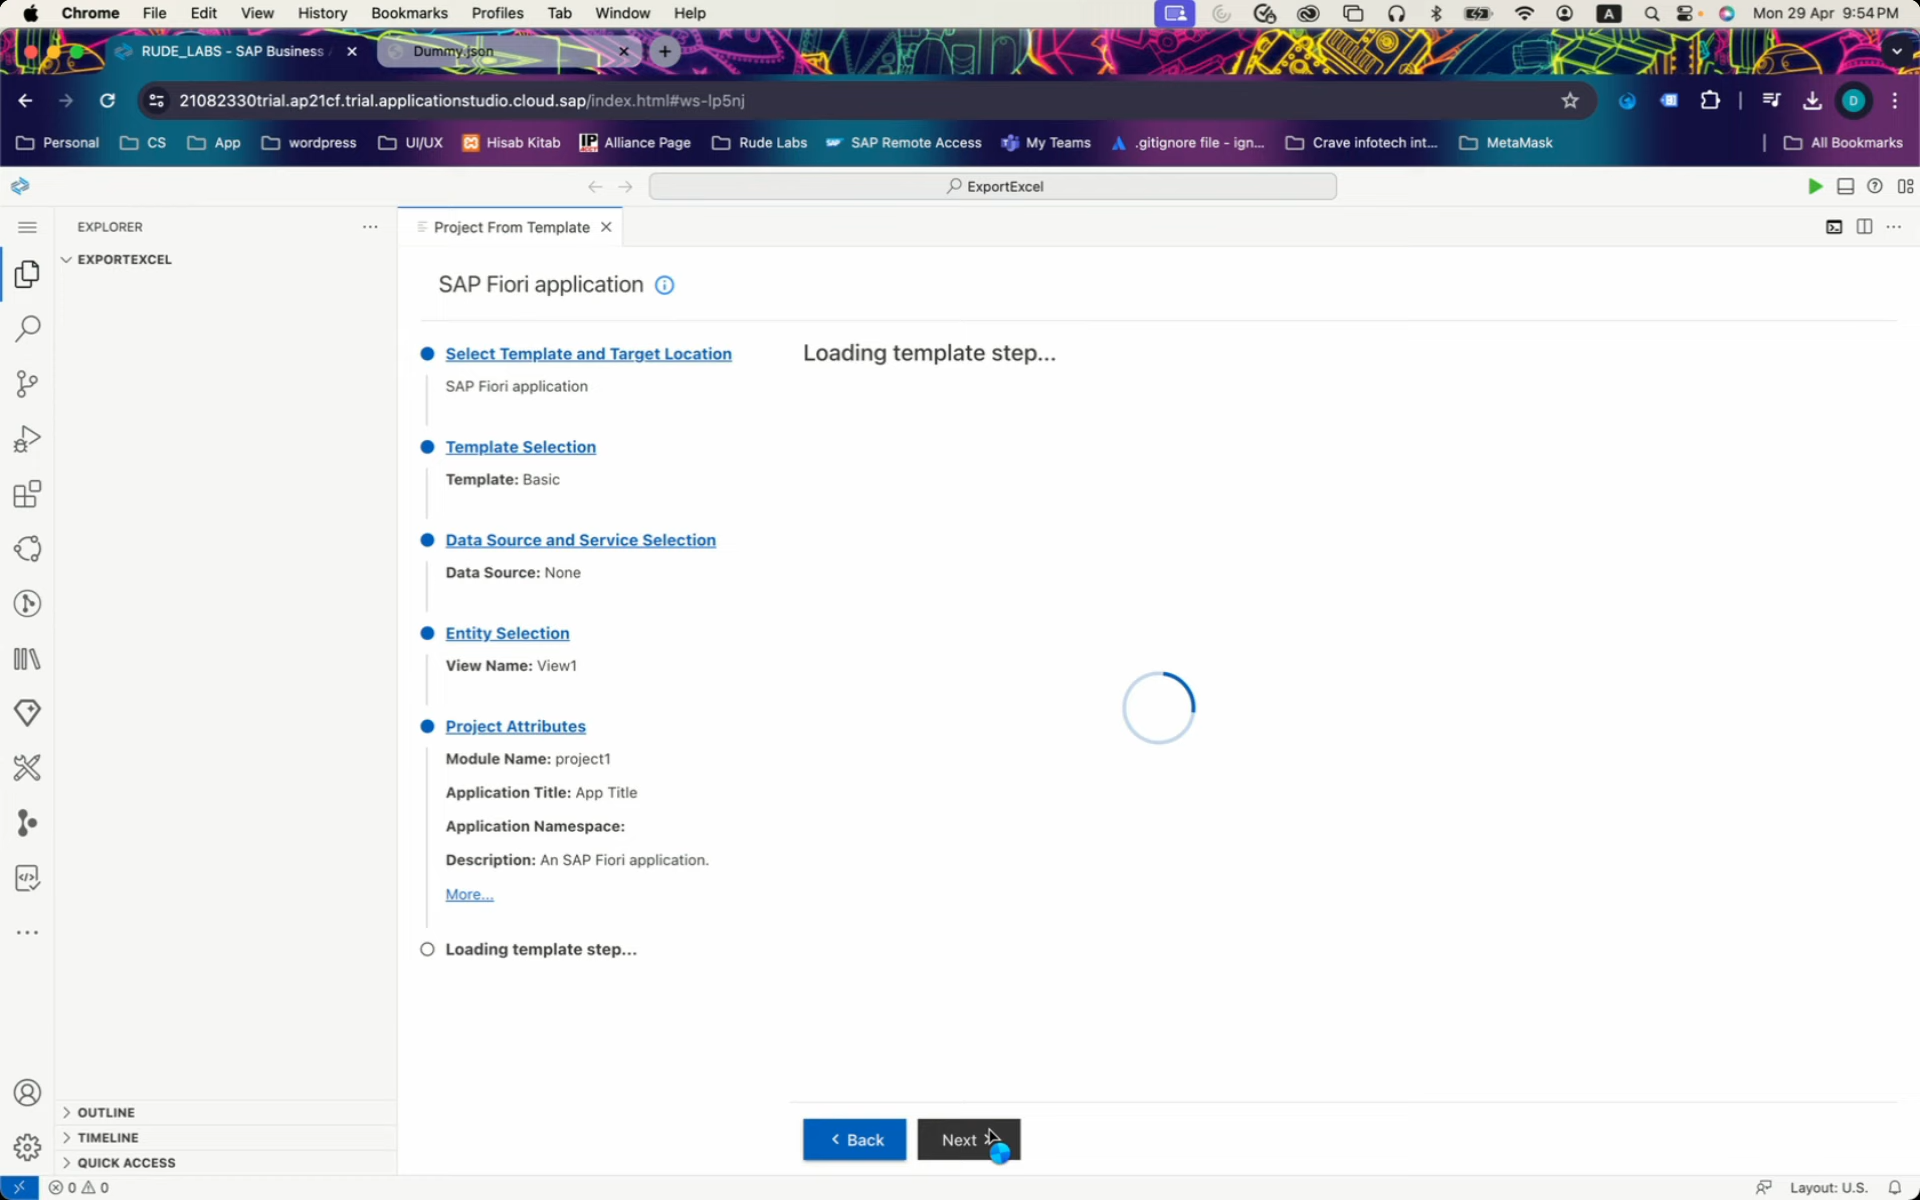 Chrome File Edit View History Bookmarks Profiles Tab Window Help A Mon 29 Apr 9:54 PM
RUDE_LABS - SAP Business Dummy.json
21082330trial.ap21cf.trial.applicationstudio.cloud.sap/index.html#ws-lp5nj D
Personal CS App wordpress UI/UX Hisab Kitab Alliance Page Rude Labs SAP Remote Access My Teams .gitignore file - ign... Crave infotech int... MetaMask All Bookmarks
ExportExcel
EXPLORER
Project From Template
EXPORTEXCEL
SAP Fiori application
Select Template and Target Location
SAP Fiori application
Template Selection
Template: Basic
Data Source and Service Selection
Data Source: None
Entity Selection
View Name: View1
Project Attributes
Module Name: project1
Application Title: App Title
Application Namespace:
Description: An SAP Fiori application.
More...
Loading template step...
Loading template step...
OUTLINE
TIMELINE
QUICK ACCESS
< Back Next >
0 0
Layout: U.S.